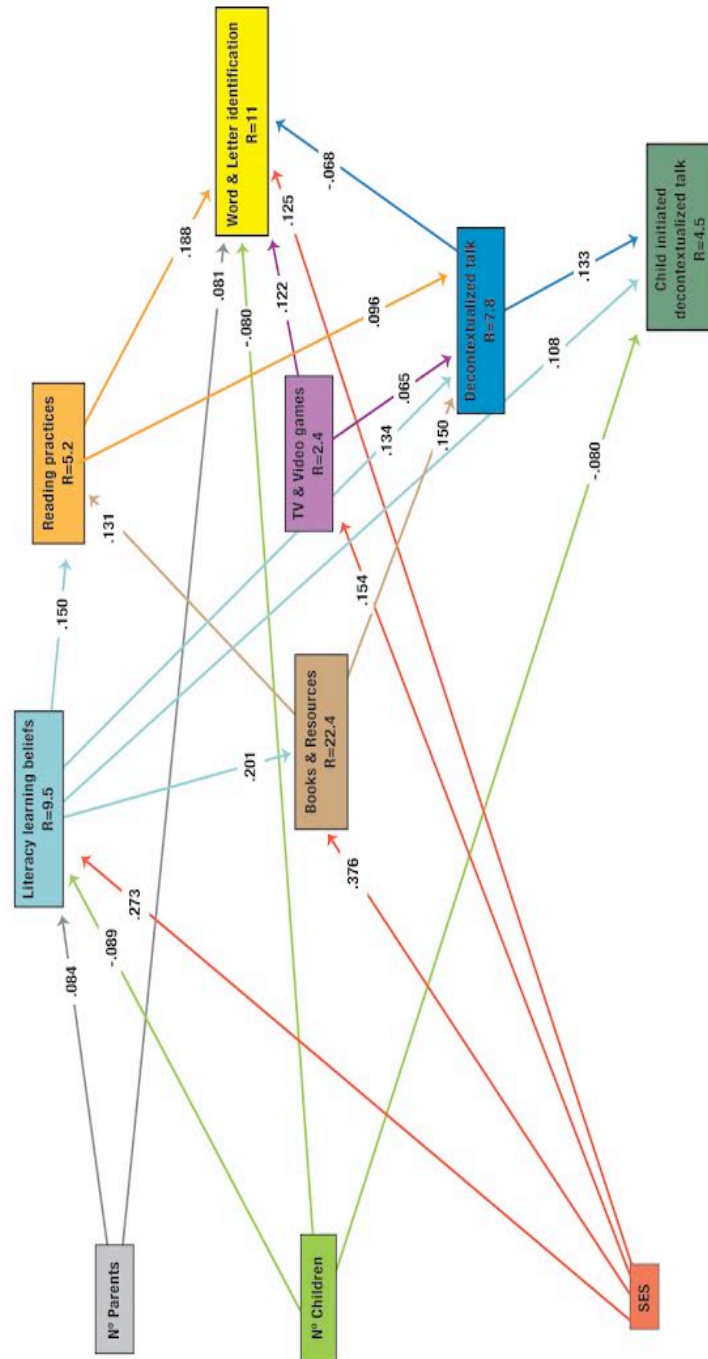 Nº Parents
Nº Children
SES
.084
-.089
.273
Literacy learning beliefs
R=9.5
.201
.376
Books & Resources
R=22.4
.150
.131
.154
.150
Reading practices
R=5.2
TV & Video games
R=2.4
.134
.065
.096
.108
-.080
Decontextualized talk
R=7.8
.188
.081
-.080
.122
.125
-.068
.133
Word & Letter identification
R=11
Child initiated
decontextualized talk
R=4.5